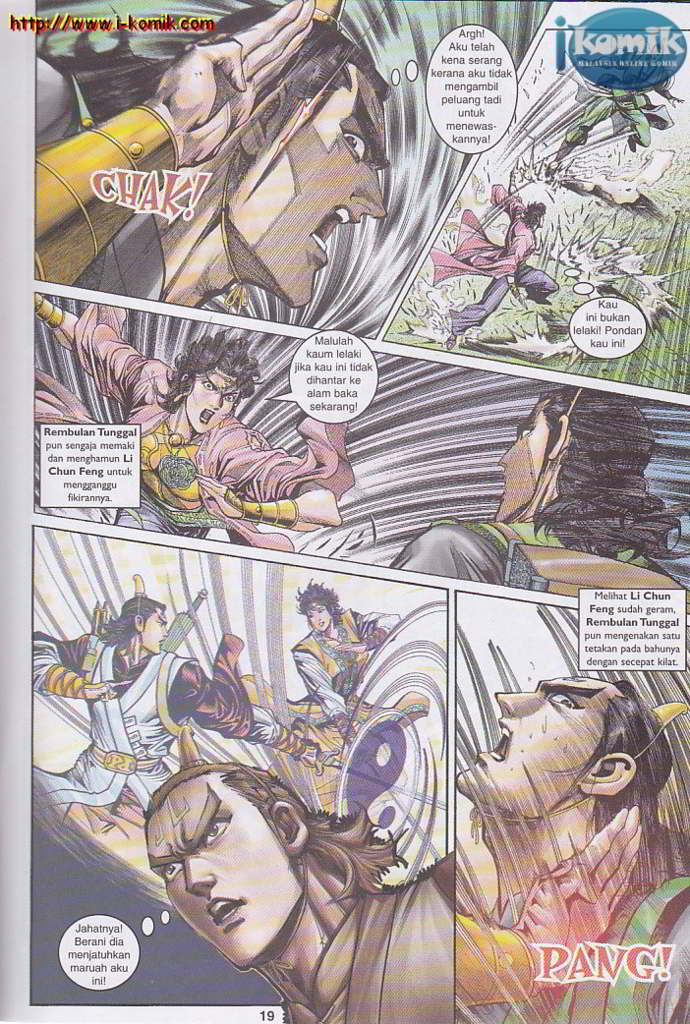 http://www.i-komik.com
i komik
MALAYSIA ONLINE KOMIK
Argh!
Aku telah
kena serang
kerana aku tidak
mengambil
peluang tadi
untuk
menewas-
kannya!
CHAK!
Kau
ini bukan
lelaki! Pondan
kau ini!
Malulah
kaum lelaki
jika kau ini tidak
dihantar ke
alam baka
sekarang!
Rembulan Tunggal
pun sengaja memaki
dan menghamun Li
Chun Feng untuk
mengganggu
fikirannya.
Melihat Li Chun
Feng sudah geram,
Rembulan Tunggal
pun mengenakan satu
tetakan pada bahunya
dengan secepat kilat.
Jahatnya!
Berani dia
menjatuhkan
maruah aku
ini!
PANG!
19